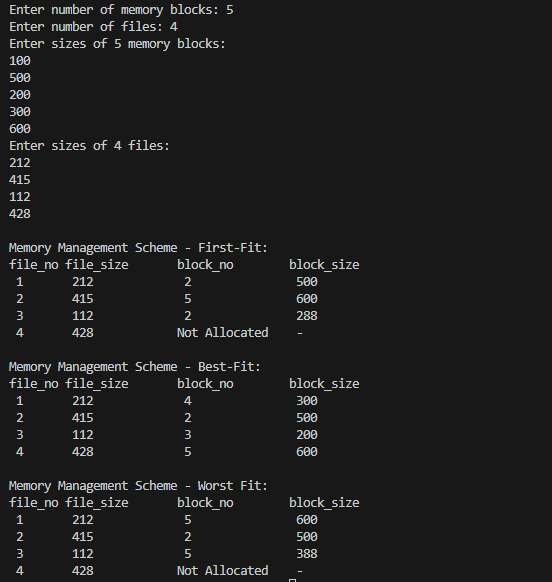 Enter number of memory blocks: 5
Enter number of files: 4
Enter sizes of 5 memory blocks:
100
500
200
300
600
Enter sizes of 4 files:
212
415
112
428
Memory Management Scheme - First-Fit:
file_no file_size block_no block_size
1 212 2 500
2 415 5 600
3 112 2 288
4 428 Not Allocated -
Memory Management Scheme - Best-Fit:
file_no file_size block_no block_size
1 212 4 300
2 415 2 500
3 112 3 200
4 428 5 600
Memory Management Scheme - Worst Fit:
file_no file_size block_no block_size
1 212 5 600
2 415 2 500
3 112 5 388
4 428 Not Allocated -